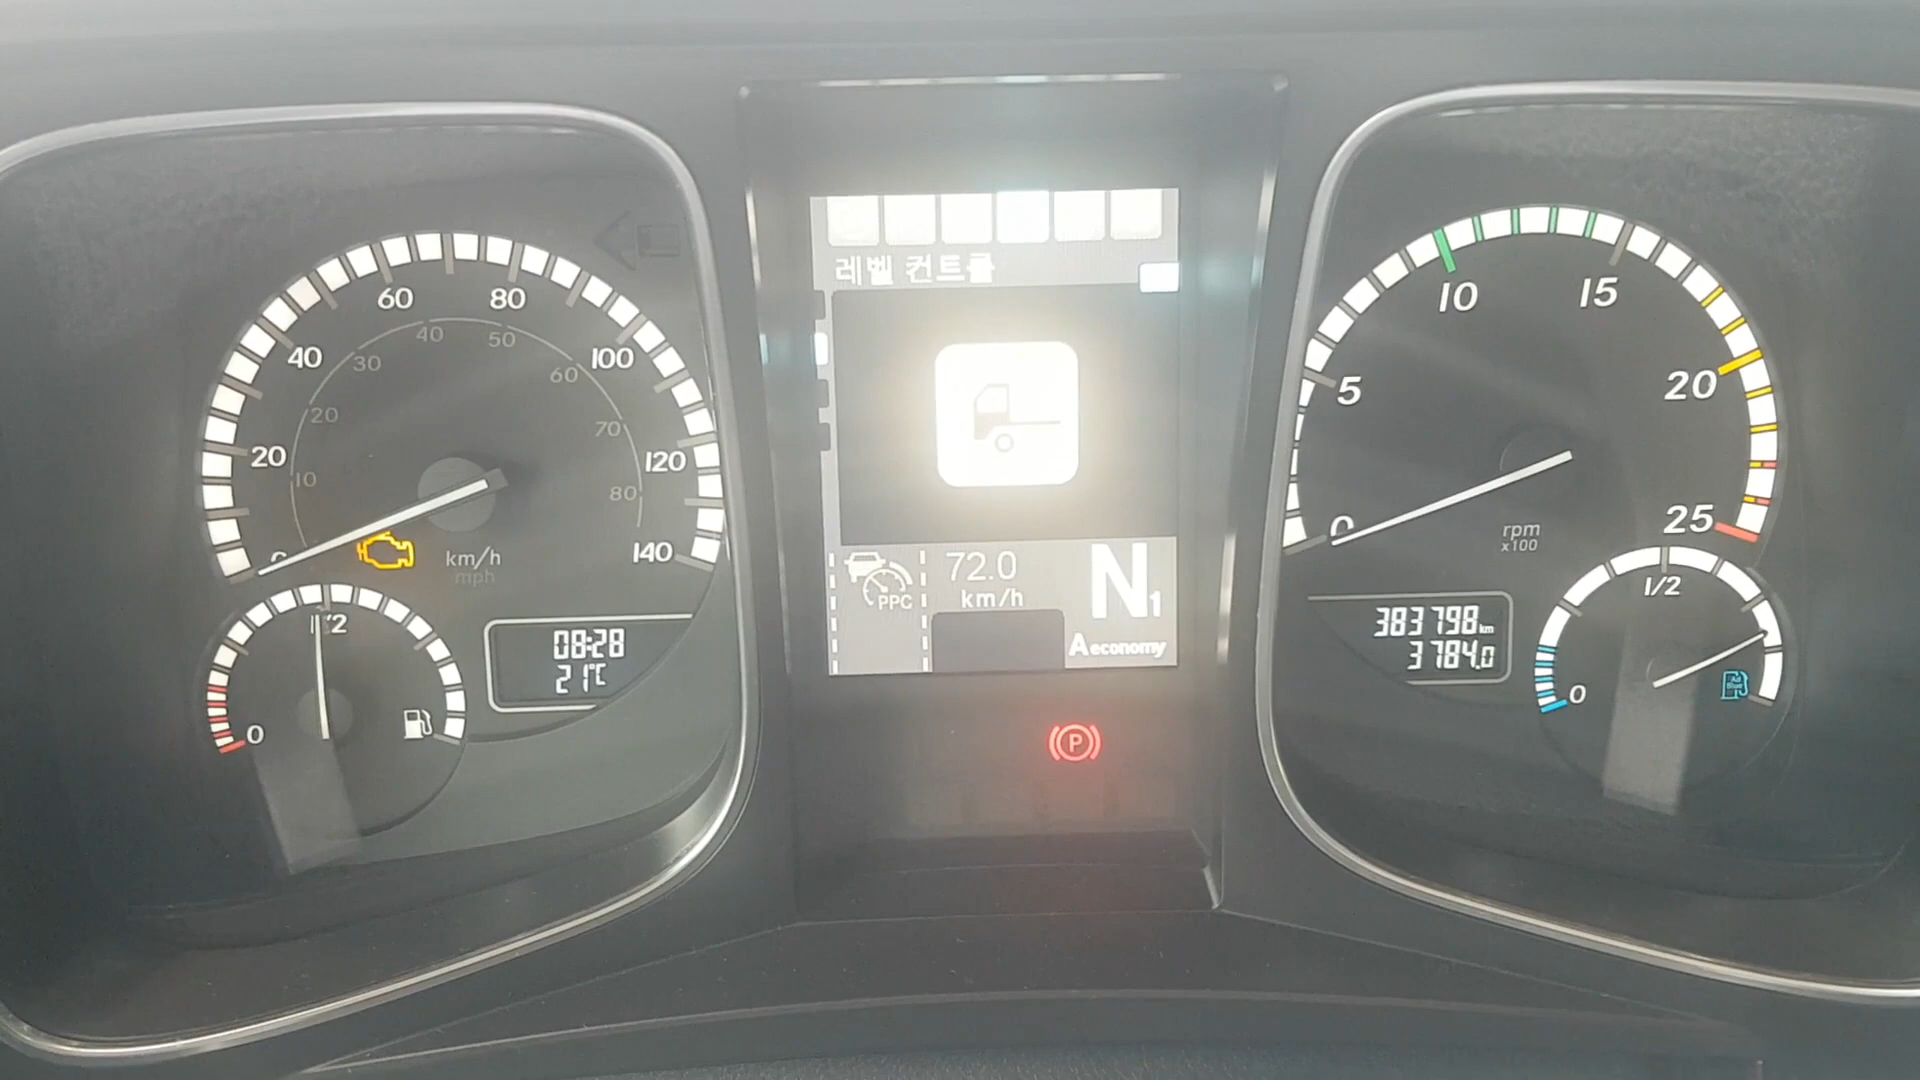 60 80
40 100
20 120
0 140
40 50
30 60
20 70
10 80
km/h
mph
1/2
0
08:28
21°C
레벨 컨트롤
PPC
72.0
km/h
N1
A economy
P
10 15
5 20
0 25
rpm
x100
383798 km
3784.0
1/2
0
Ad
Blue